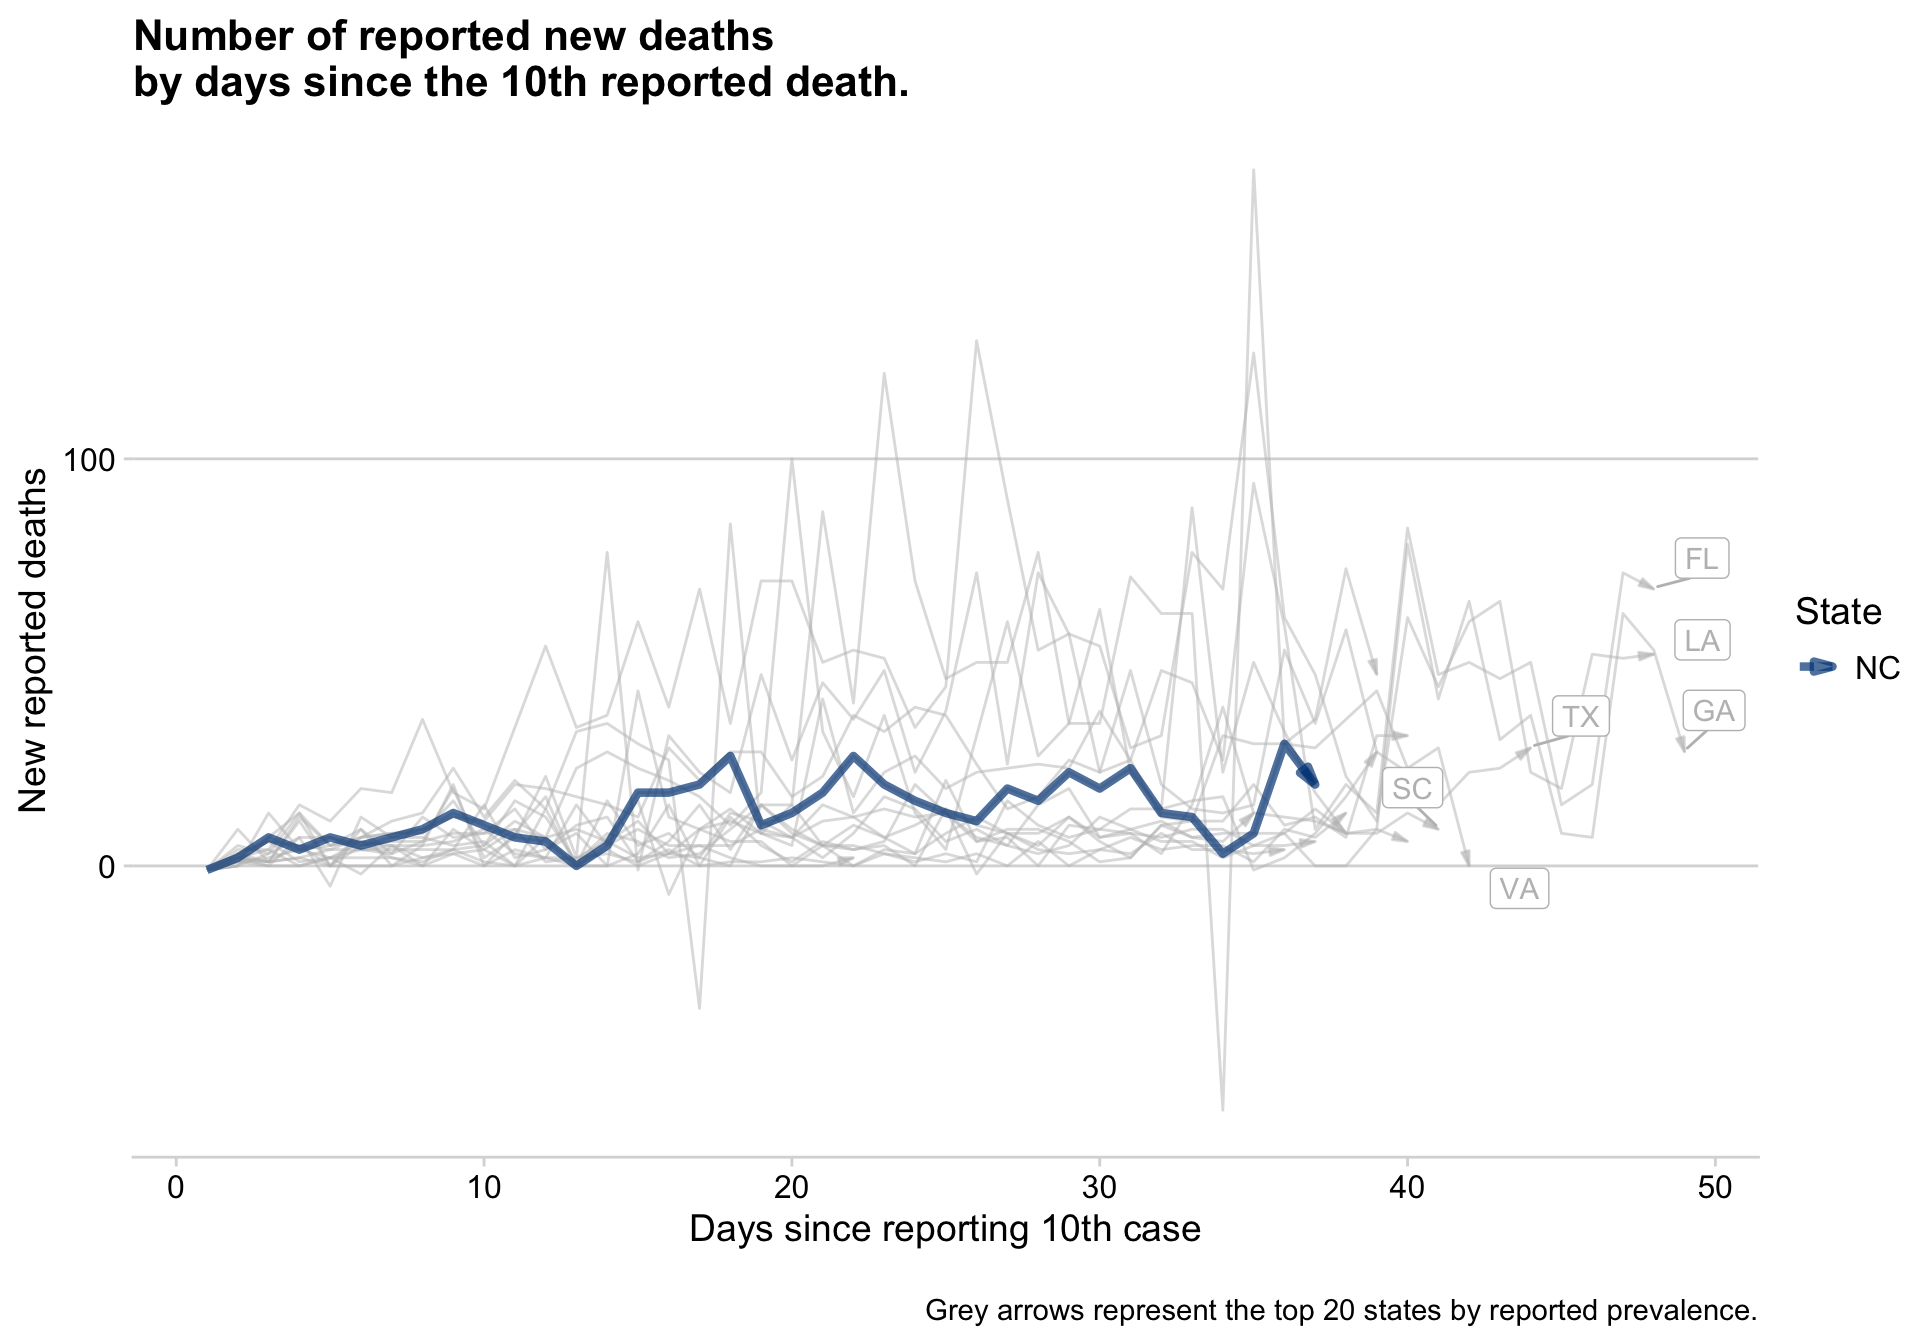 Number of reported new deaths
by days since the 10th reported death.
New reported deaths
100
0
FL
LA
GA
TX
SC
VA
State
NC
0 10 20 30 40 50
Days since reporting 10th case
Grey arrows represent the top 20 states by reported prevalence.